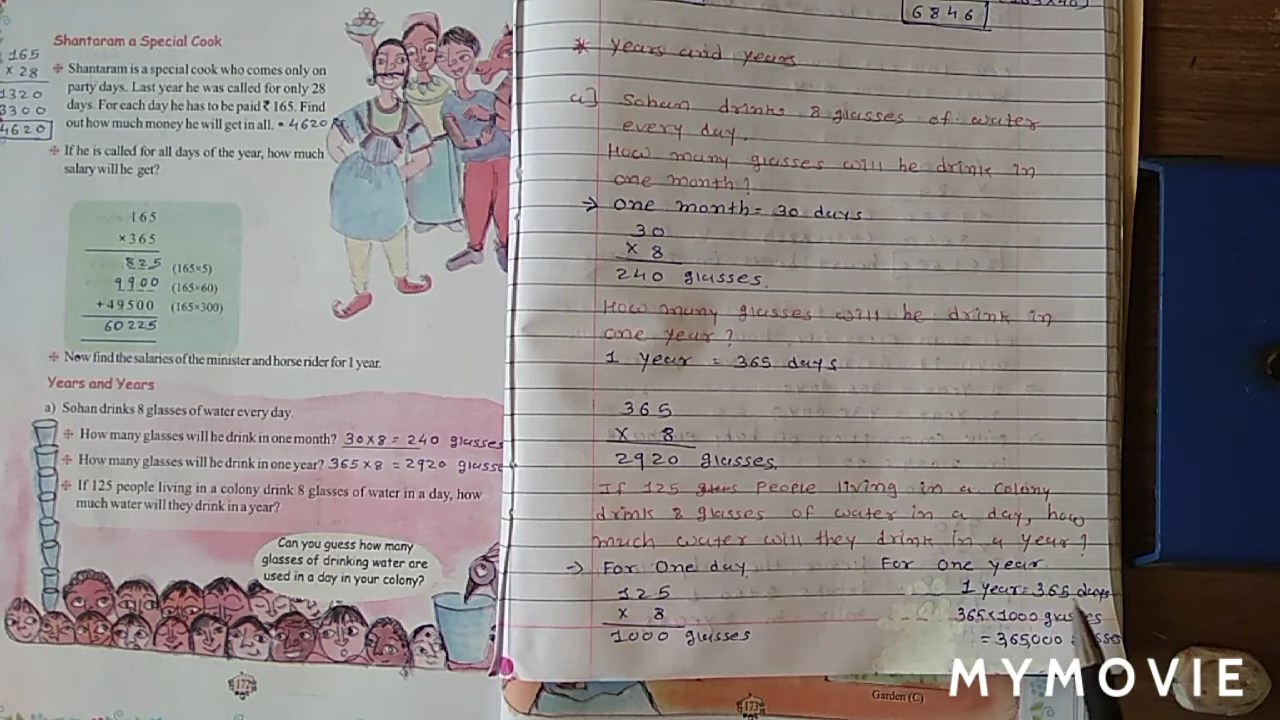 Shantaram a Special Cook
165
× 28
1320
3300
4620
Shantaram is a special cook who comes only on
party days. Last year he was called for only 28
days. For each day he has to be paid ₹ 165. Find
out how much money he will get in all. = 4620
If he is called for all days of the year, how much
salary will he get?
165
×365
825 (165×5)
9900 (165×60)
+49500 (165×300)
60225
Now find the salaries of the minister and horse rider for 1 year.
Years and Years
a) Sohan drinks 8 glasses of water every day.
How many glasses will he drink in one month? 30×8 = 240 glasses
How many glasses will he drink in one year? 365×8 = 2920
If 125 people living in a colony drink 8 glasses of water in a day, how
much water will they drink in a year?
Can you guess how many
glasses of drinking water are
used in a day in your colony?
172
6846
* years and years
a] Sohan drinks 8 glasses of water
every day.
How many glasses will he drink in
one month?
→ One month = 30 days
30
× 8
240 glasses.
How many glasses will he drink in
one year?
1 year = 365 days
365
× 8
2920 glasses.
If 125 People living in a colony
drink 8 glasses of water in a day, how
much water will they drink in a year?
→ For One day
125
× 8
1000 glasses
For one year
1 year = 365 days
365×1000
= 365,000
173
Garden (C)
MYMOVIE